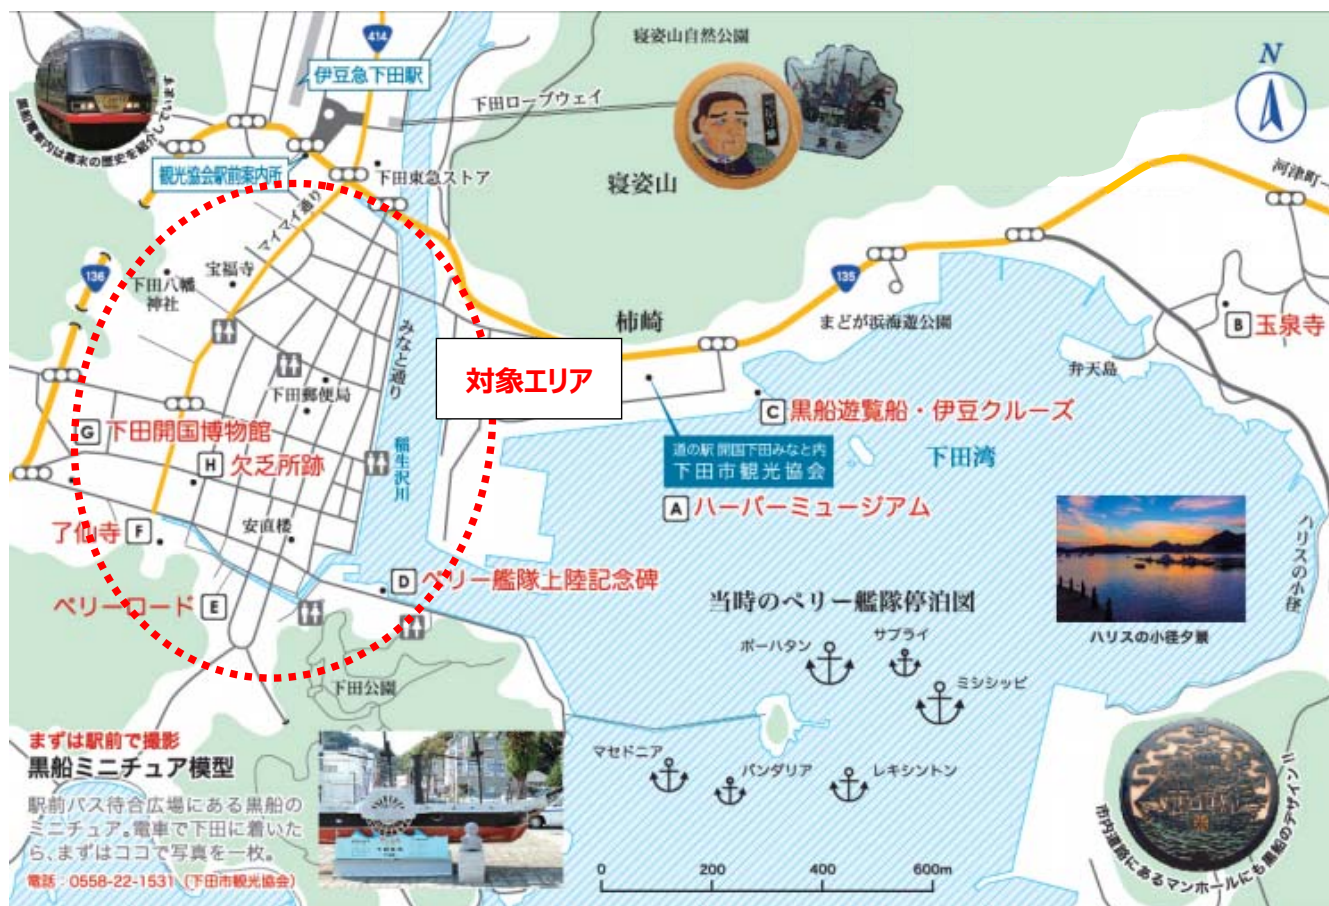 414
寝姿山自然公園
N
伊豆急下田駅
下田ロープウェイ
黒船電車内は幕末の歴史を紹介しています
ペリー
黒船
観光協会駅前案内所
下田東急ストア
寝姿山
河津町→
マイマイ通り
宝福寺
136
下田八幡
神社
135
柿崎
まどが浜海遊公園
B 玉泉寺
みなと通り
対象エリア
弁天島
下田郵便局
C 黒船遊覧船・伊豆クルーズ
G 下田開国博物館
稲生沢川
道の駅 開国下田みなと内
下田市観光協会
下田湾
H 欠乏所跡
A ハーバーミュージアム
安直楼
了仙寺 F
ハリスの小径
D ペリー艦隊上陸記念碑
ペリーロード E
当時のペリー艦隊停泊図
ハリスの小径夕景
ポーハタン
サプライ
ミシシッピ
下田公園
まずは駅前で撮影
黒船ミニチュア模型
マセドニア
バンダリア
レキシントン
駅前バス待合広場にある黒船の
ミニチュア。電車で下田に着いた
ら、まずはココで写真を一枚。
電話：0558-22-1531（下田市観光協会）
0 200 400 600m
市内道路にあるマンホールにも黒船のデザイン!!